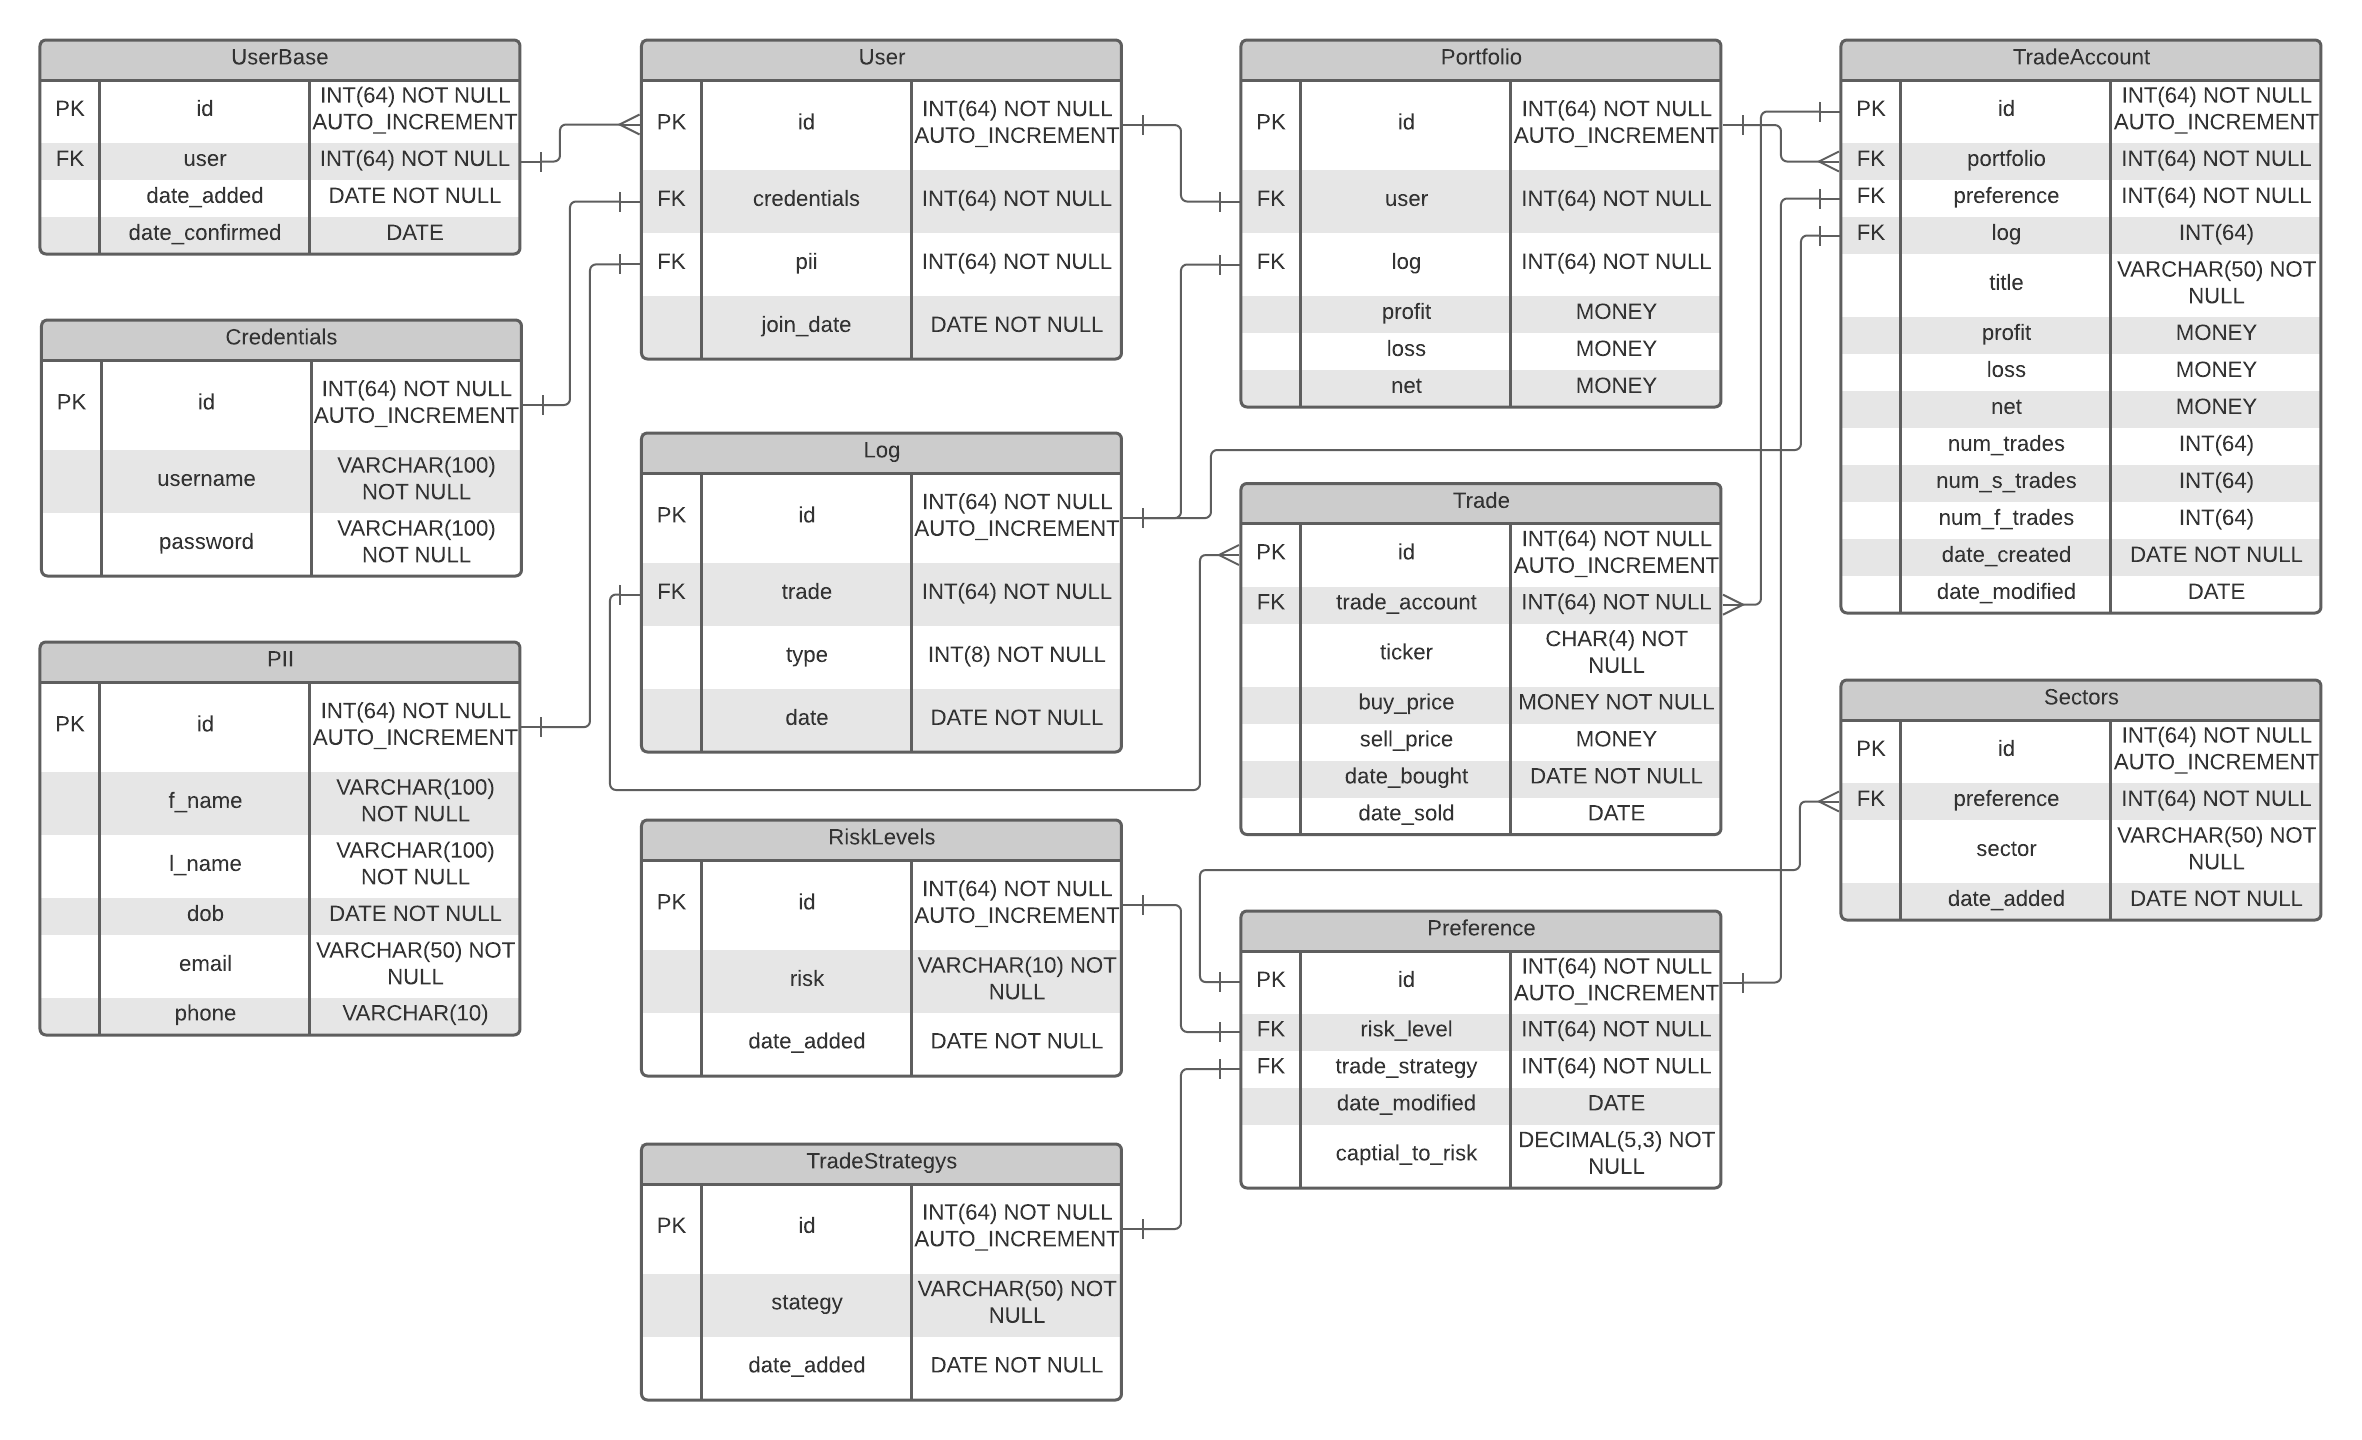 UserBase
PK
id
INT(64) NOT NULL
AUTO_INCREMENT
FK
user
INT(64) NOT NULL
date_added
DATE NOT NULL
date_confirmed
DATE
Credentials
PK
id
INT(64) NOT NULL
AUTO_INCREMENT
username
VARCHAR(100)
NOT NULL
password
VARCHAR(100)
NOT NULL
PII
PK
id
INT(64) NOT NULL
AUTO_INCREMENT
f_name
VARCHAR(100)
NOT NULL
l_name
VARCHAR(100)
NOT NULL
dob
DATE NOT NULL
email
VARCHAR(50) NOT
NULL
phone
VARCHAR(10)
User
PK
id
INT(64) NOT NULL
AUTO_INCREMENT
FK
credentials
INT(64) NOT NULL
FK
pii
INT(64) NOT NULL
join_date
DATE NOT NULL
Log
PK
id
INT(64) NOT NULL
AUTO_INCREMENT
FK
trade
INT(64) NOT NULL
type
INT(8) NOT NULL
date
DATE NOT NULL
RiskLevels
PK
id
INT(64) NOT NULL
AUTO_INCREMENT
risk
VARCHAR(10) NOT
NULL
date_added
DATE NOT NULL
TradeStrategys
PK
id
INT(64) NOT NULL
AUTO_INCREMENT
stategy
VARCHAR(50) NOT
NULL
date_added
DATE NOT NULL
Portfolio
PK
id
INT(64) NOT NULL
AUTO_INCREMENT
FK
user
INT(64) NOT NULL
FK
log
INT(64) NOT NULL
profit
MONEY
loss
MONEY
net
MONEY
Trade
PK
id
INT(64) NOT NULL
AUTO_INCREMENT
FK
trade_account
INT(64) NOT NULL
ticker
CHAR(4) NOT
NULL
buy_price
MONEY NOT NULL
sell_price
MONEY
date_bought
DATE NOT NULL
date_sold
DATE
Preference
PK
id
INT(64) NOT NULL
AUTO_INCREMENT
FK
risk_level
INT(64) NOT NULL
FK
trade_strategy
INT(64) NOT NULL
date_modified
DATE
captial_to_risk
DECIMAL(5,3) NOT
NULL
TradeAccount
PK
id
INT(64) NOT NULL
AUTO_INCREMENT
FK
portfolio
INT(64) NOT NULL
FK
preference
INT(64) NOT NULL
FK
log
INT(64)
title
VARCHAR(50) NOT
NULL
profit
MONEY
loss
MONEY
net
MONEY
num_trades
INT(64)
num_s_trades
INT(64)
num_f_trades
INT(64)
date_created
DATE NOT NULL
date_modified
DATE
Sectors
PK
id
INT(64) NOT NULL
AUTO_INCREMENT
FK
preference
INT(64) NOT NULL
sector
VARCHAR(50) NOT
NULL
date_added
DATE NOT NULL